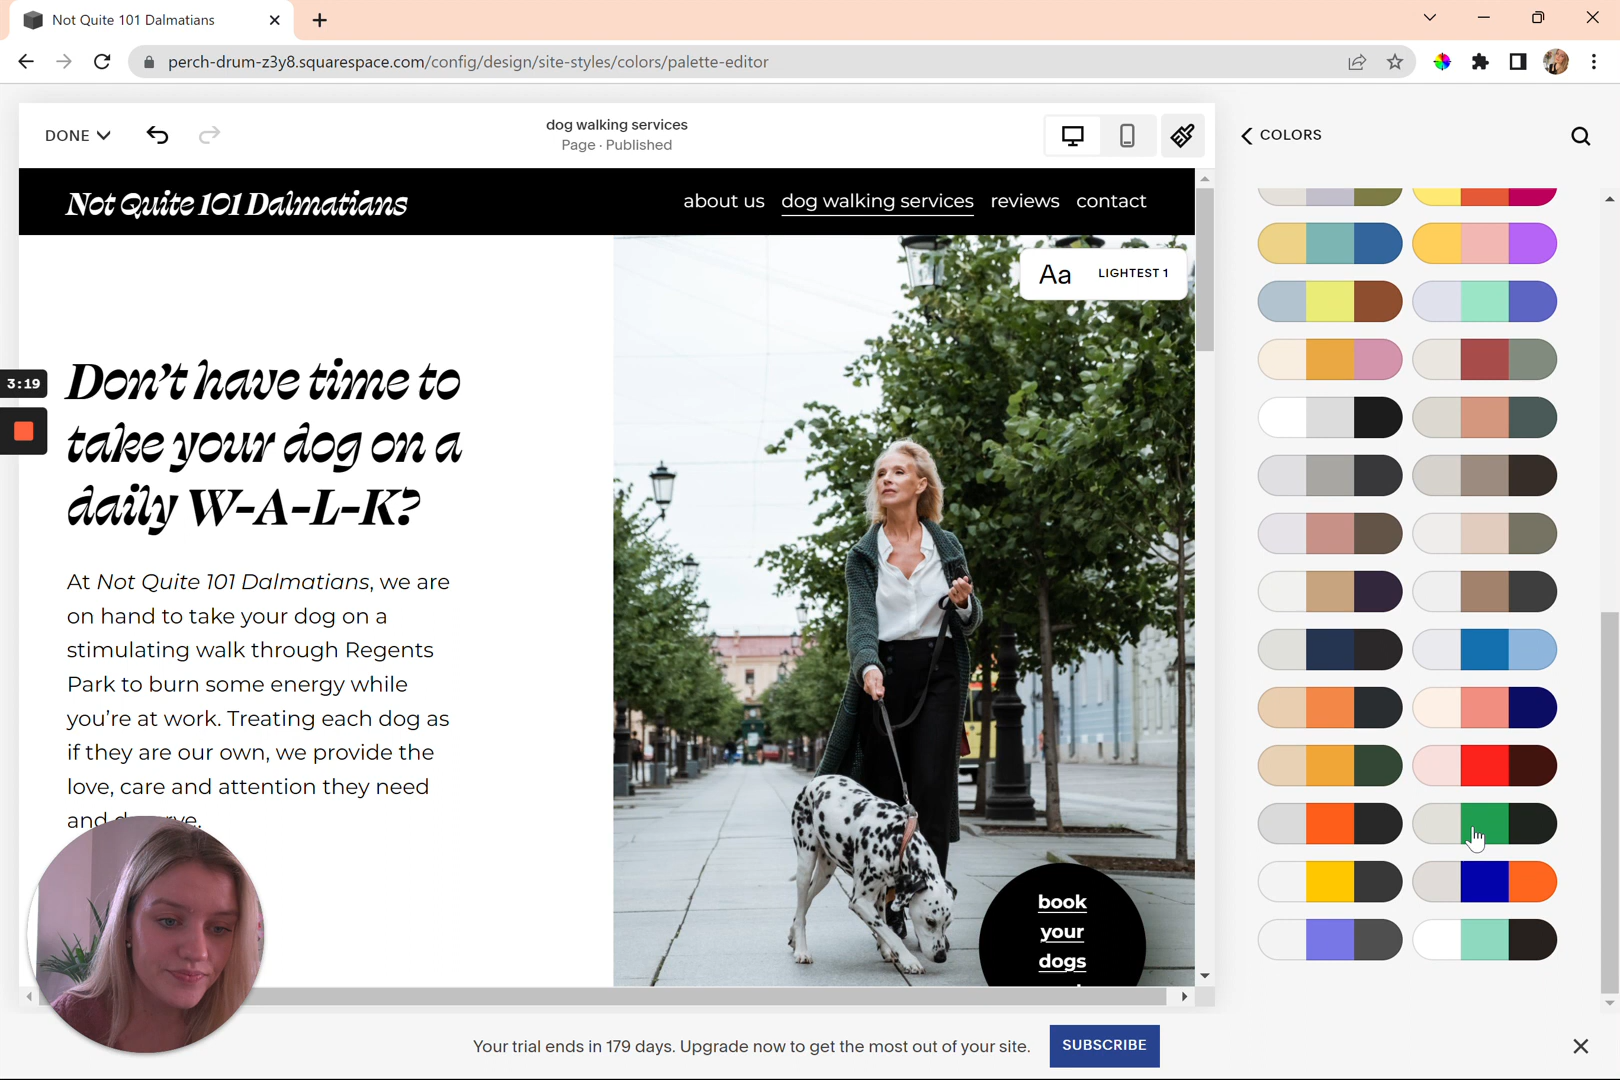 Not Quite 101 Dalmatians
perch-drum-z3y8.squarespace.com/config/design/site-styles/colors/palette-editor
DONE
dog walking services
Page · Published
COLORS
Not Quite 101 Dalmatians
about us dog walking services reviews contact
Aa LIGHTEST 1
3:19
Don't have time to
take your dog on a
daily W-A-L-K?
At Not Quite 101 Dalmatians, we are
on hand to take your dog on a
stimulating walk through Regents
Park to burn some energy while
you're at work. Treating each dog as
if they are our own, we provide the
love, care and attention they need
and
book
your
dogs
Your trial ends in 179 days. Upgrade now to get the most out of your site.
SUBSCRIBE